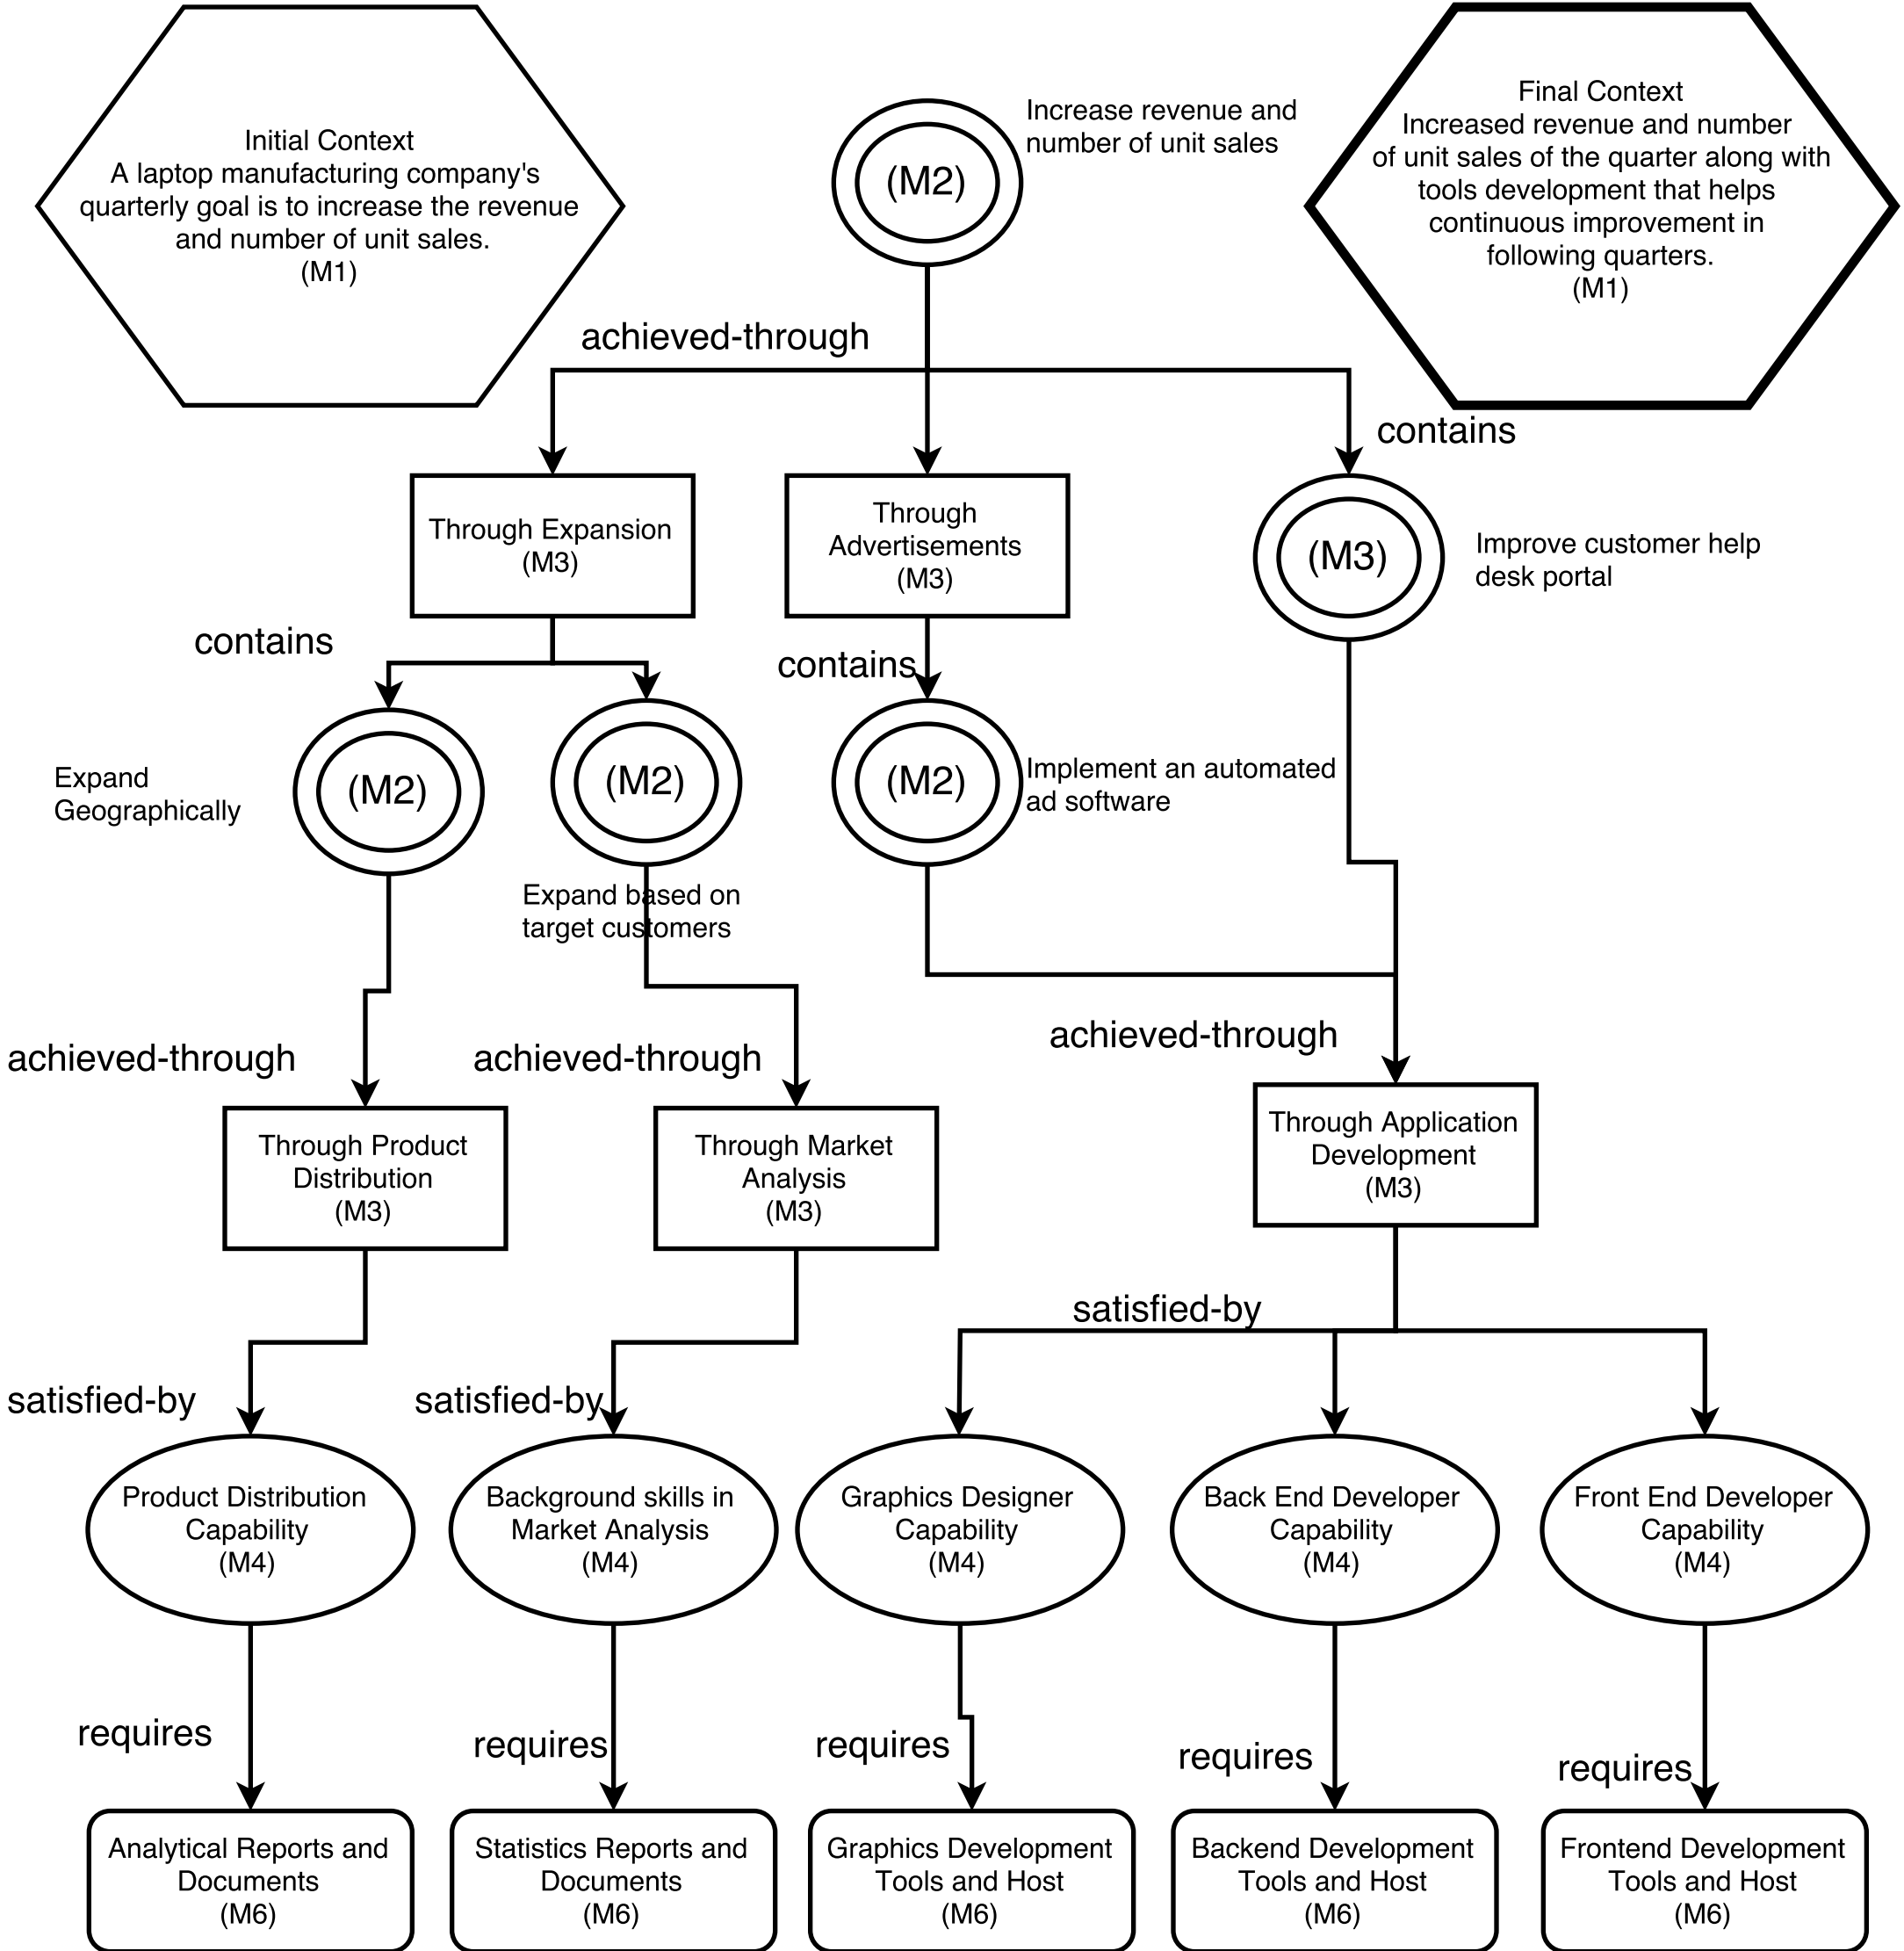 Initial Context
A laptop manufacturing company's
quarterly goal is to increase the revenue
and number of unit sales.
(M1)
(M2)
Increase revenue and
number of unit sales
Final Context
Increased revenue and number
of unit sales of the quarter along with
tools development that helps
continuous improvement in
following quarters.
(M1)
achieved-through
contains
Through Expansion
(M3)
Through
Advertisements
(M3)
(M3)
Improve customer help
desk portal
contains
contains
Expand
Geographically
(M2)
(M2)
Expand based on
target customers
(M2)
Implement an automated
ad software
achieved-through
achieved-through
achieved-through
Through Product
Distribution
(M3)
Through Market
Analysis
(M3)
Through Application
Development
(M3)
satisfied-by
satisfied-by
satisfied-by
Product Distribution
Capability
(M4)
Background skills in
Market Analysis
(M4)
Graphics Designer
Capability
(M4)
Back End Developer
Capability
(M4)
Front End Developer
Capability
(M4)
requires
requires
requires
requires
requires
Analytical Reports and
Documents
(M6)
Statistics Reports and
Documents
(M6)
Graphics Development
Tools and Host
(M6)
Backend Development
Tools and Host
(M6)
Frontend Development
Tools and Host
(M6)